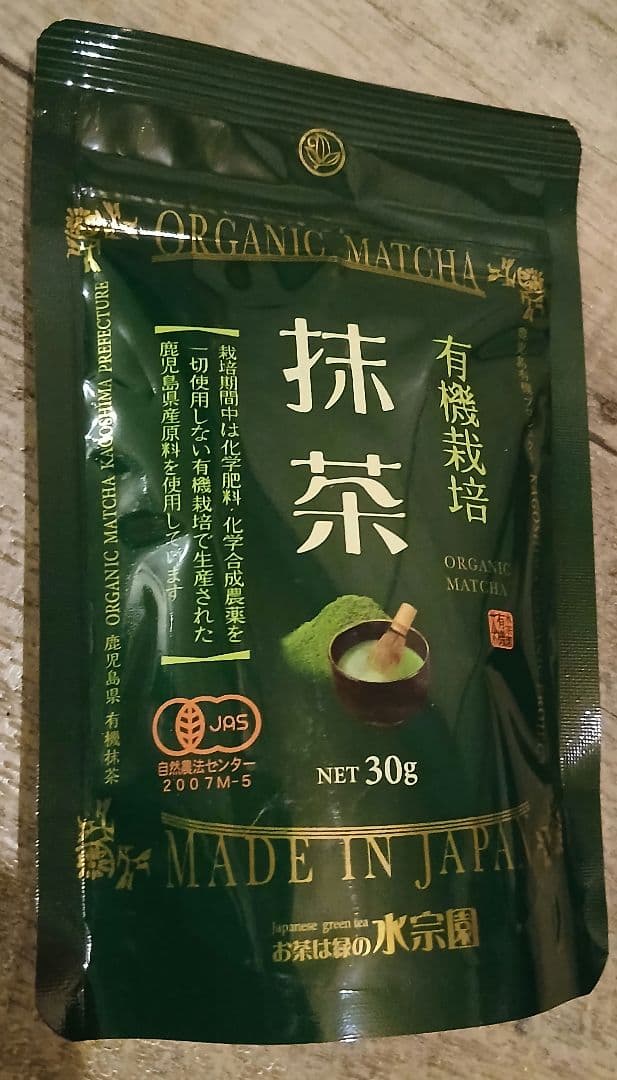 ORGANIC MATCHA
有機栽培
抹茶
ORGANIC
MATCHA
栽培期間中は化学肥料・化学合成農薬を
一切使用しない有機栽培で生産された
鹿児島県産原料を使用しています
ORGANIC MATCHA KAGOSHIMA PREFECTURE 鹿児島県 有機抹茶
JAS
自然農法センター
2007M-5
NET 30g
MADE IN JAPA
Japanese green tea
お茶は緑の水宗園